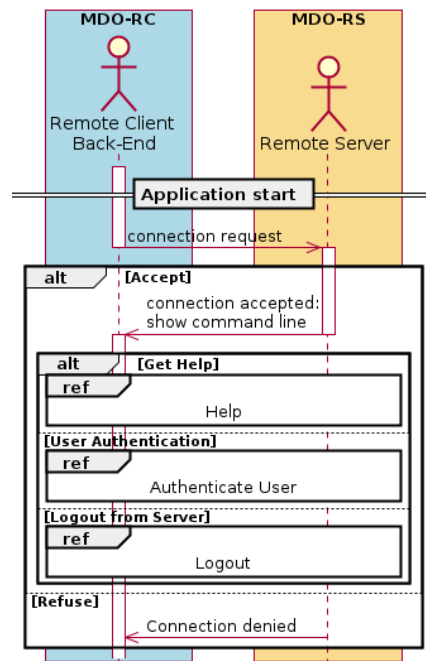 MDO-RC
MDO-RS
Remote Client
Back-End
Remote Server
Application start
connection request
alt
[Accept]
connection accepted:
show command line
alt
[Get Help]
ref
Help
[User Authentication]
ref
Authenticate User
[Logout from Server]
ref
Logout
[Refuse]
Connection denied